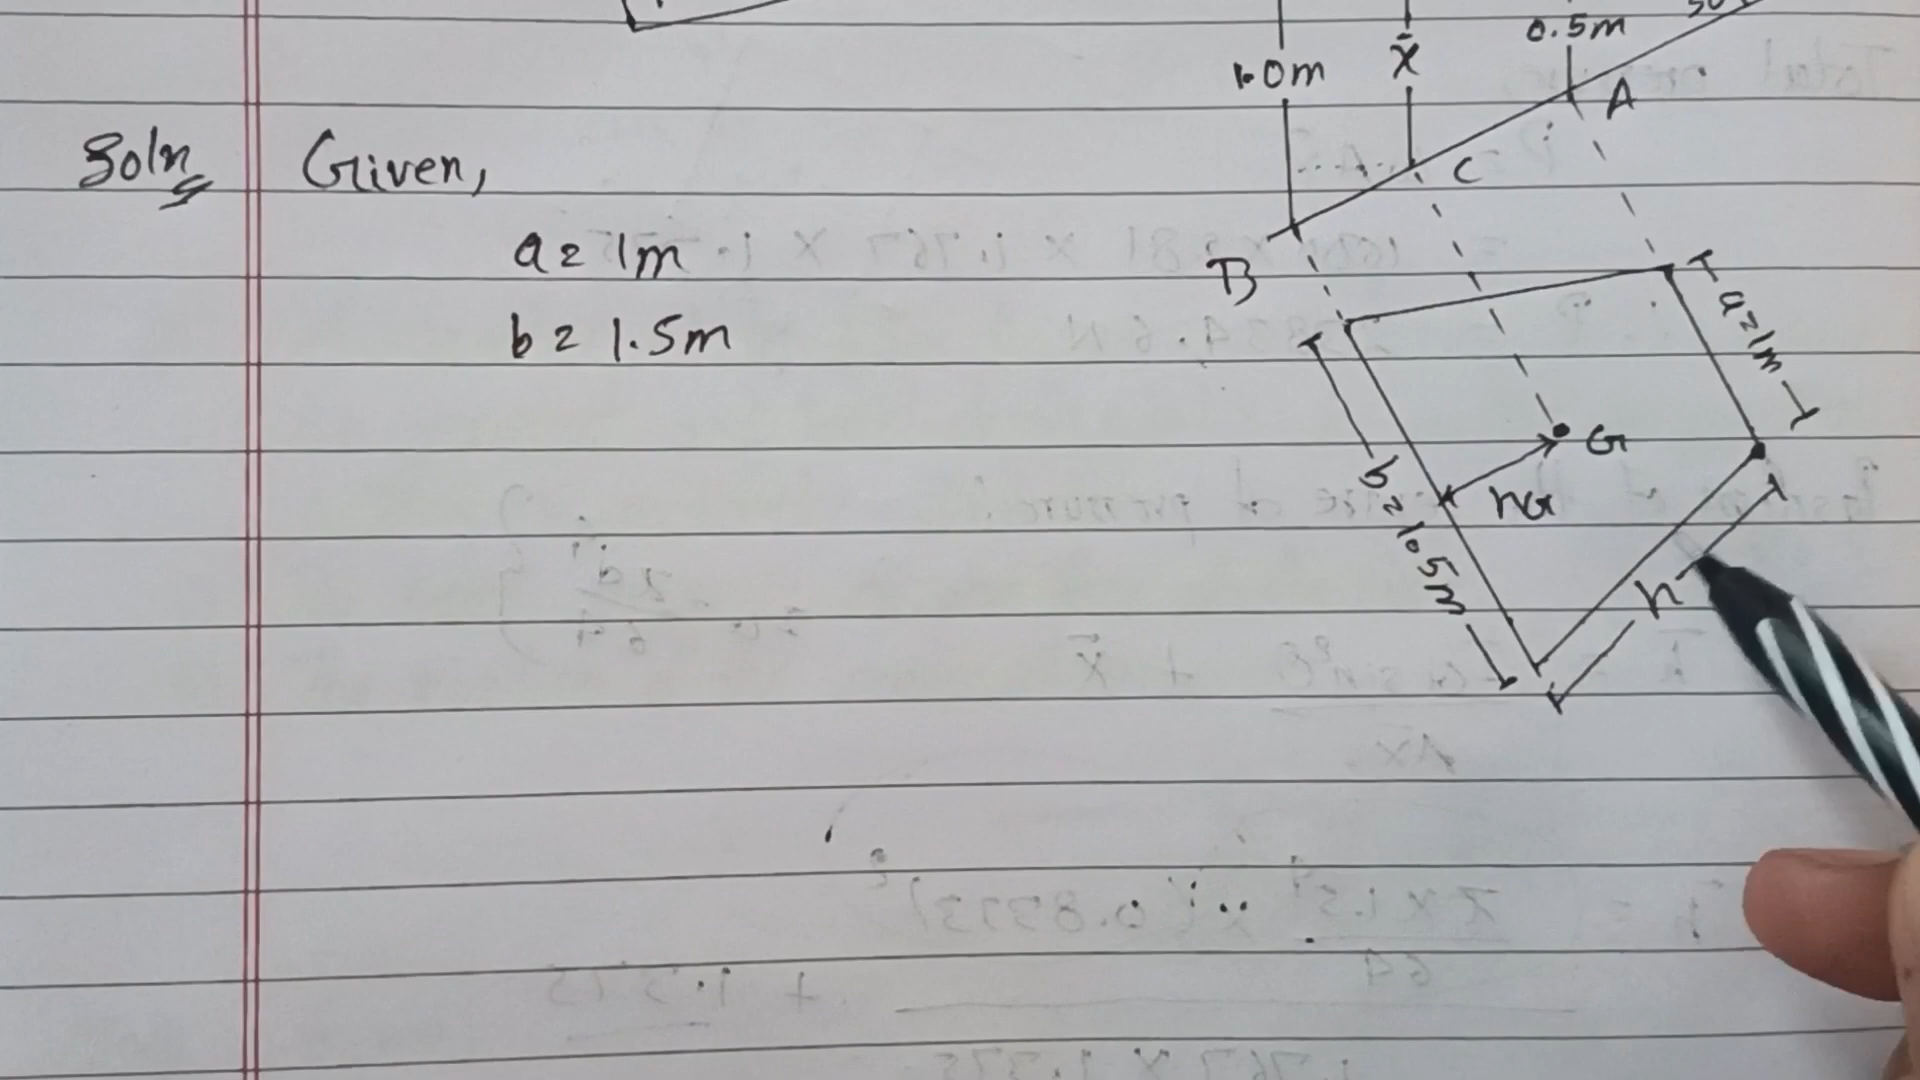 0.5m
1.0m
x̄
A
C
B
Soln
Given,
a = 1m
b = 1.5m
a = 1m
G
hG
b = 1.5m
h